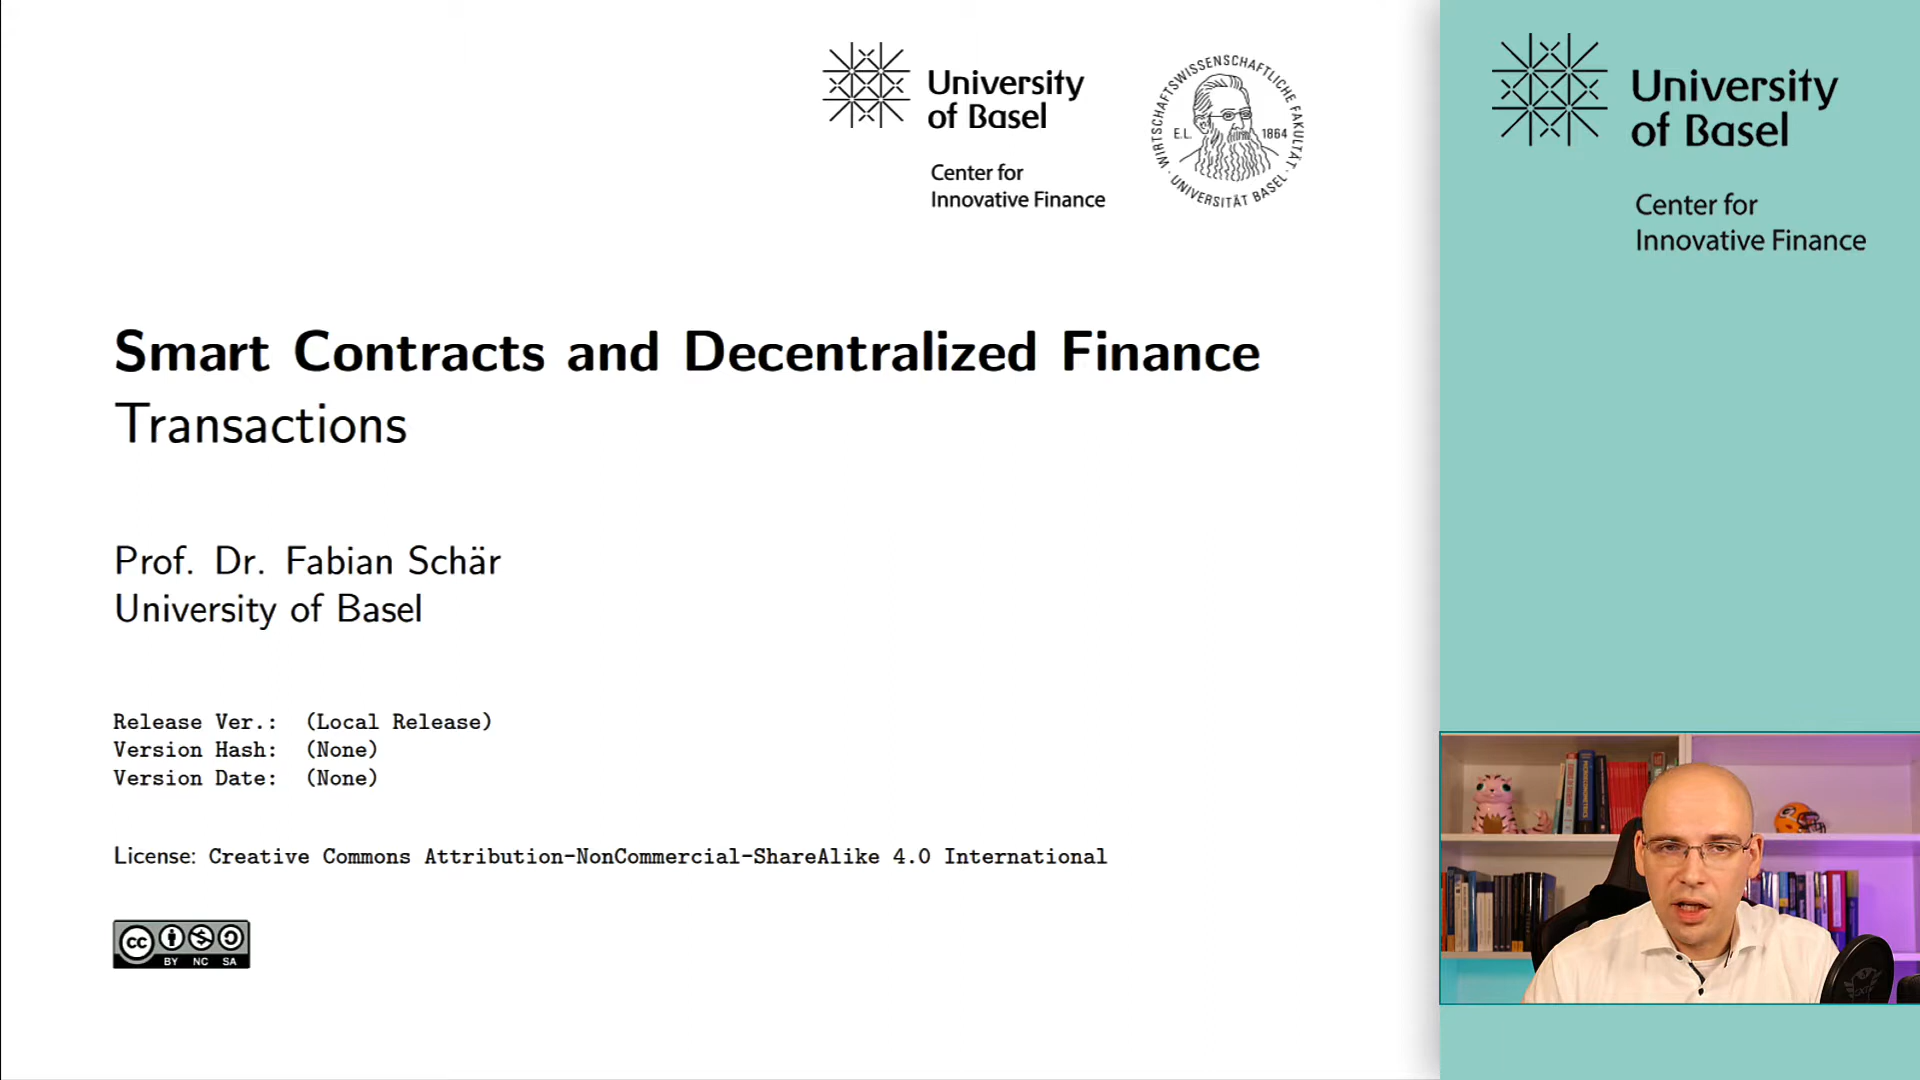 University
of Basel
Center for
Innovative Finance
WIRTSCHAFTSWISSENSCHAFTLICHE FAKULTÄT
E.L. 1864
· UNIVERSITÄT BASEL ·
University
of Basel
Center for
Innovative Finance
Smart Contracts and Decentralized Finance
Transactions
Prof. Dr. Fabian Schär
University of Basel
Release Ver.: (Local Release)
Version Hash: (None)
Version Date: (None)
License: Creative Commons Attribution-NonCommercial-ShareAlike 4.0 International
cc
BY NC SA